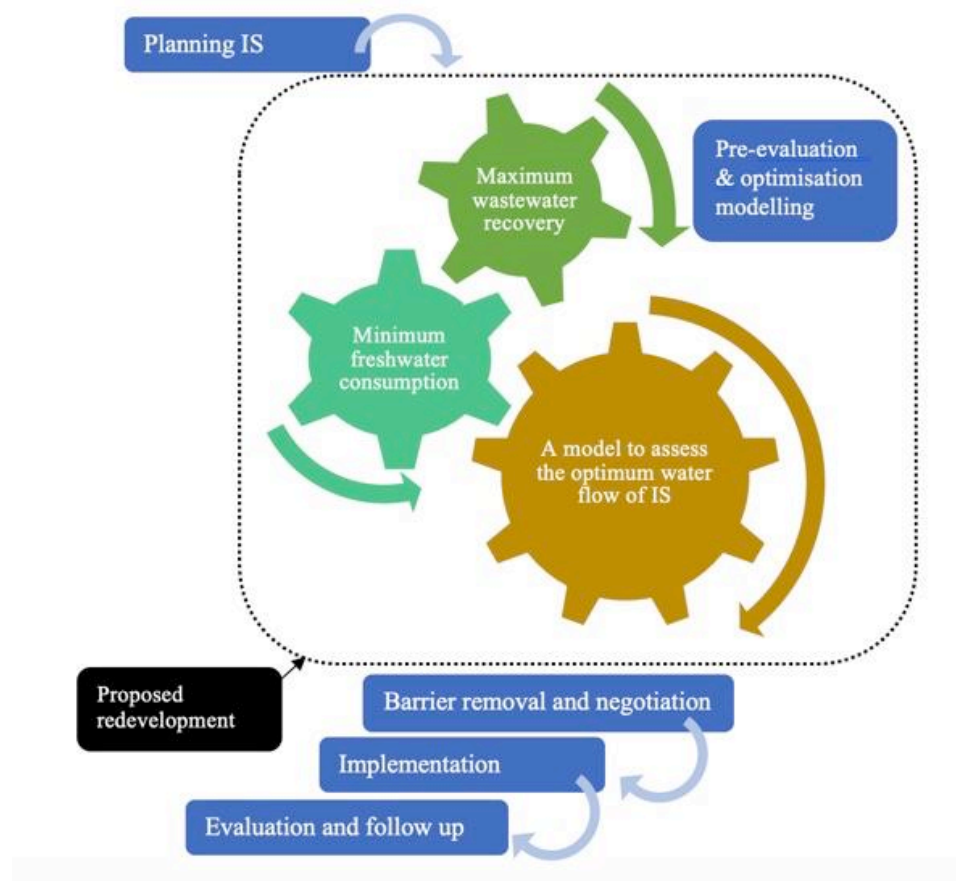 Planning IS
Maximum
wastewater
recovery
Pre-evaluation
& optimisation
modelling
Minimum
freshwater
consumption
A model to assess
the optimum water
flow of IS
Proposed
redevelopment
Barrier removal and negotiation
Implementation
Evaluation and follow up